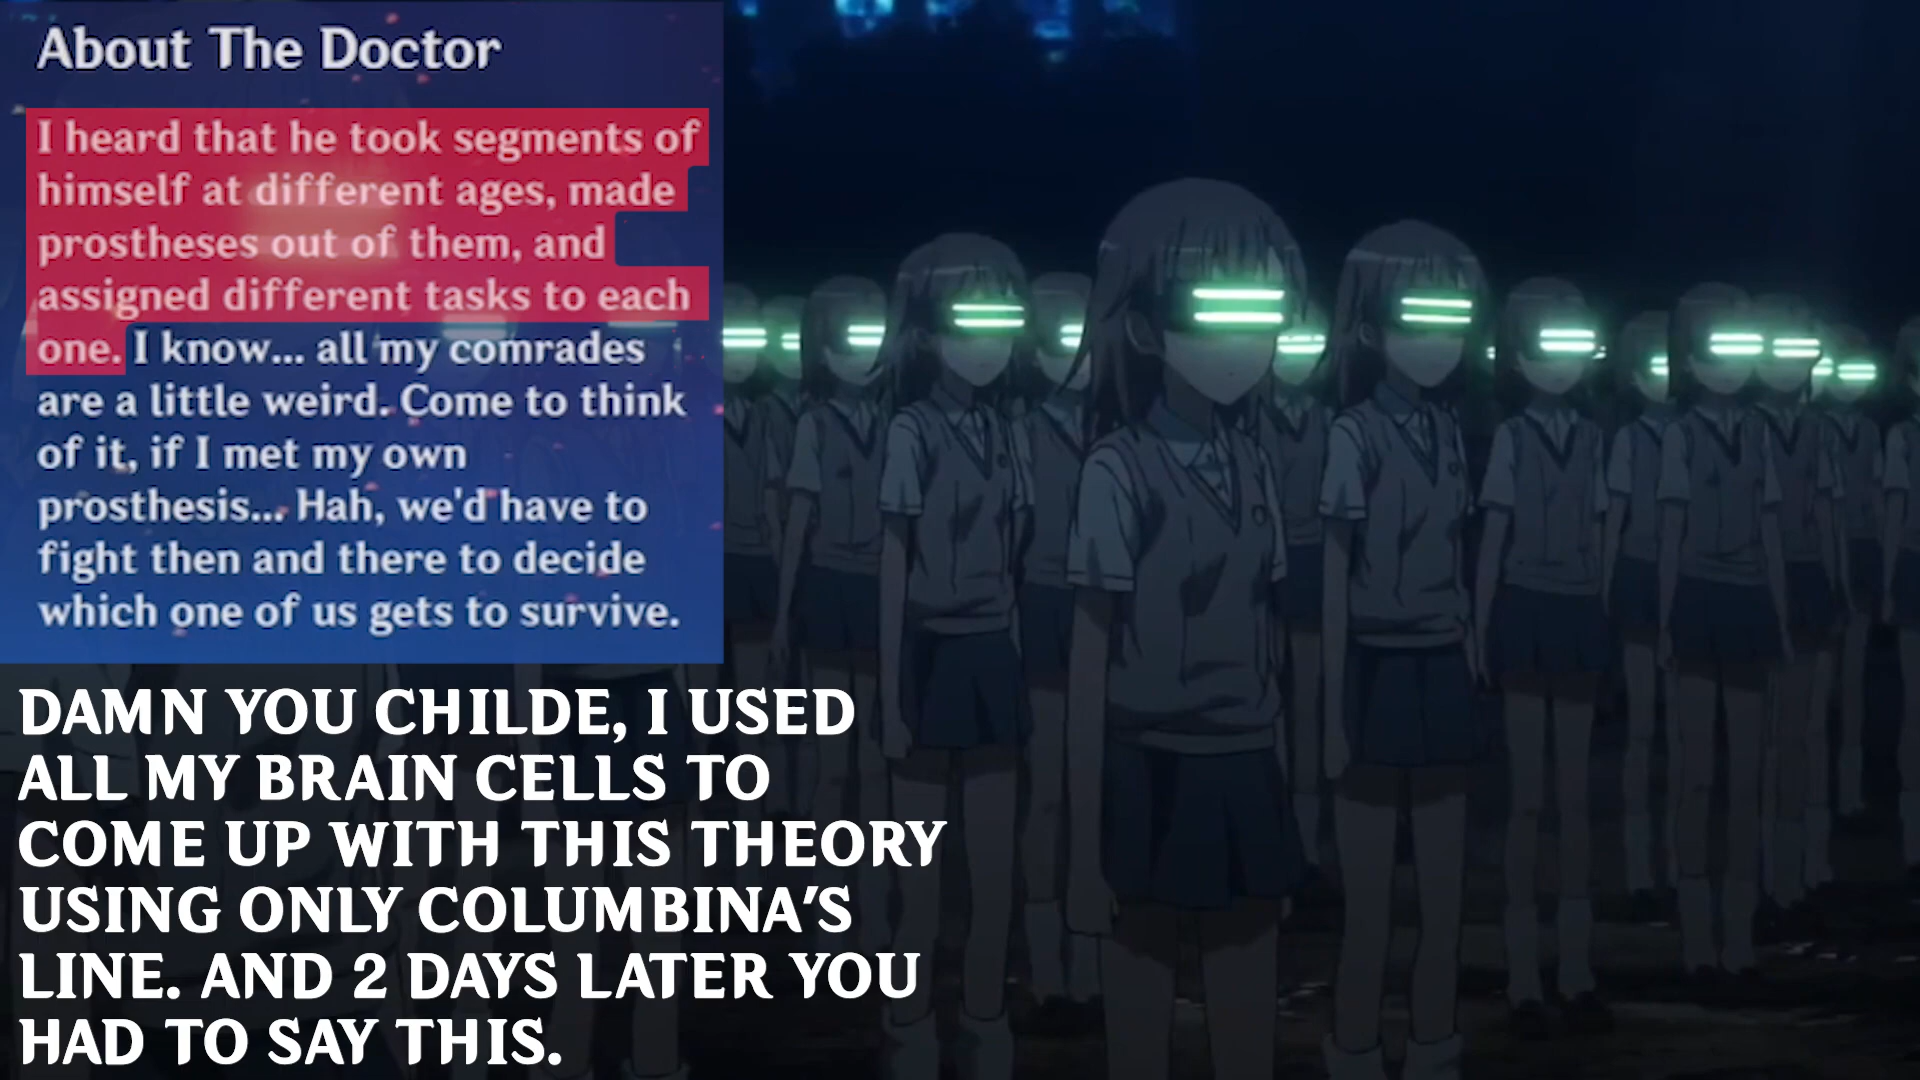 About The Doctor
I heard that he took segments of
himself at different ages, made
prostheses out of them, and
assigned different tasks to each
one. I know... all my comrades
are a little weird. Come to think
of it, if I met my own
prosthesis... Hah, we'd have to
fight then and there to decide
which one of us gets to survive.
DAMN YOU CHILDE, I USED
ALL MY BRAIN CELLS TO
COME UP WITH THIS THEORY
USING ONLY COLUMBINA’S
LINE. AND 2 DAYS LATER YOU
HAD TO SAY THIS.